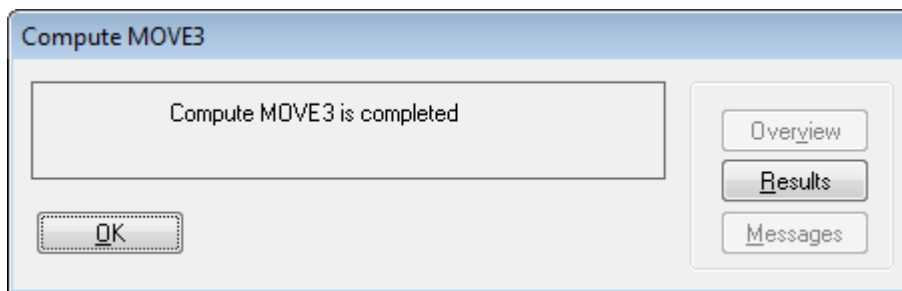 Compute MOVE3
Compute MOVE3 is completed
Overview
Results
OK
Messages